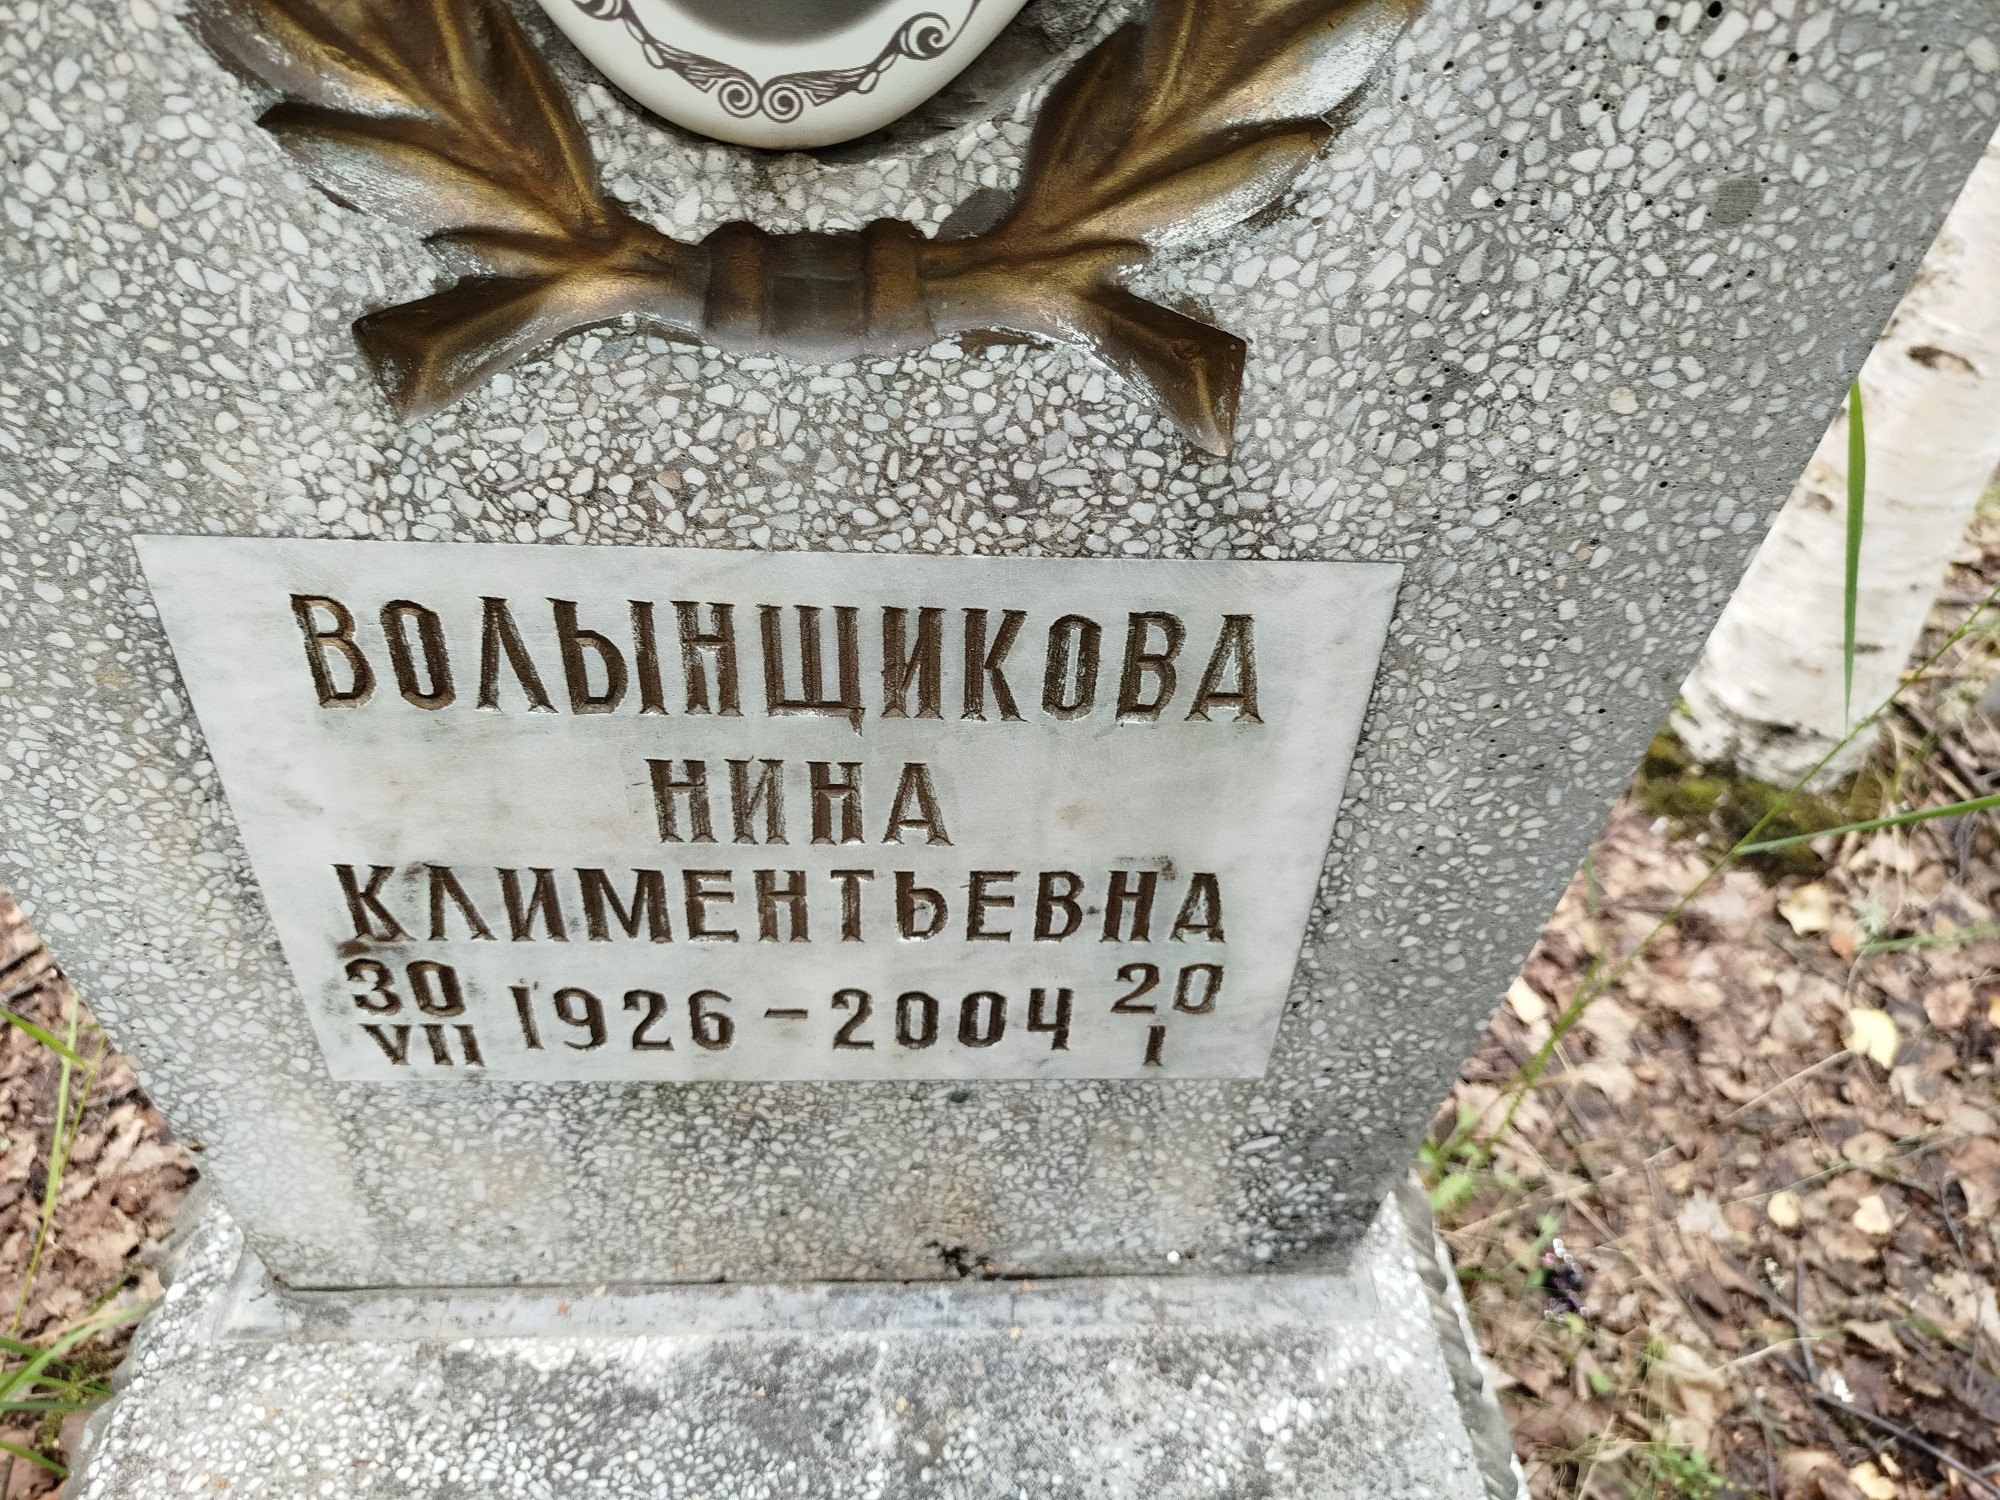 ВОЛЫНЩИКОВА
НИНА
КЛИМЕНТЬЕВНА
30 VII 1926 - 2004 20 I